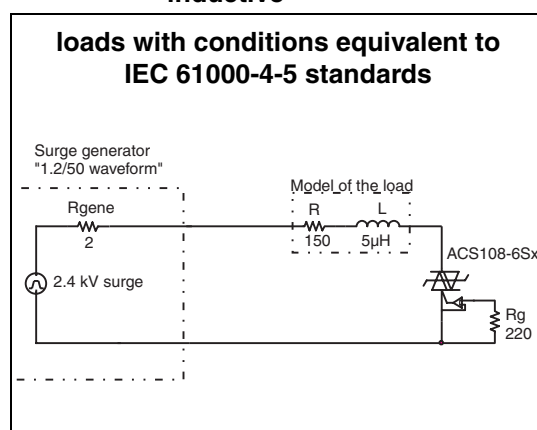 inductive
loads with conditions equivalent to
IEC 61000-4-5 standards
Surge generator
"1.2/50 waveform"
Model of the load
Rgene
R
L
2
150
5µH
ACS108-6Sx
2.4 kV surge
Rg
220